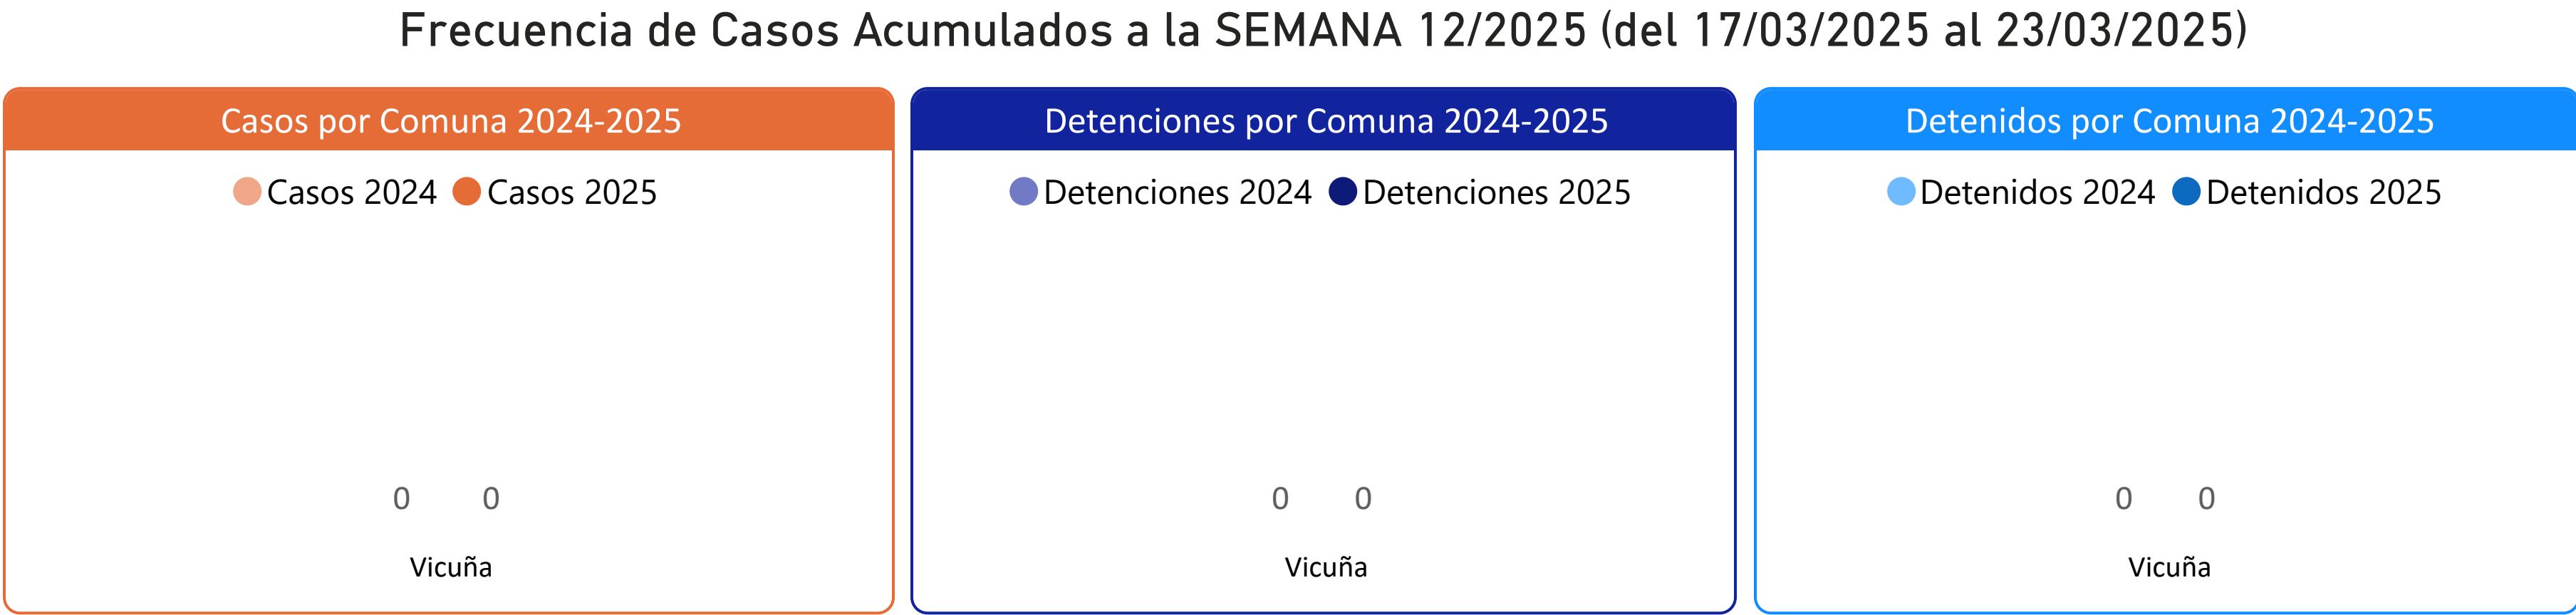 Frecuencia de Casos Acumulados a la SEMANA 12/2025 (del 17/03/2025 al 23/03/2025)
Casos por Comuna 2024-2025
Casos 2024 Casos 2025
0 0
Vicuña
Detenciones por Comuna 2024-2025
Detenciones 2024 Detenciones 2025
0 0
Vicuña
Detenidos por Comuna 2024-2025
Detenidos 2024 Detenidos 2025
0 0
Vicuña